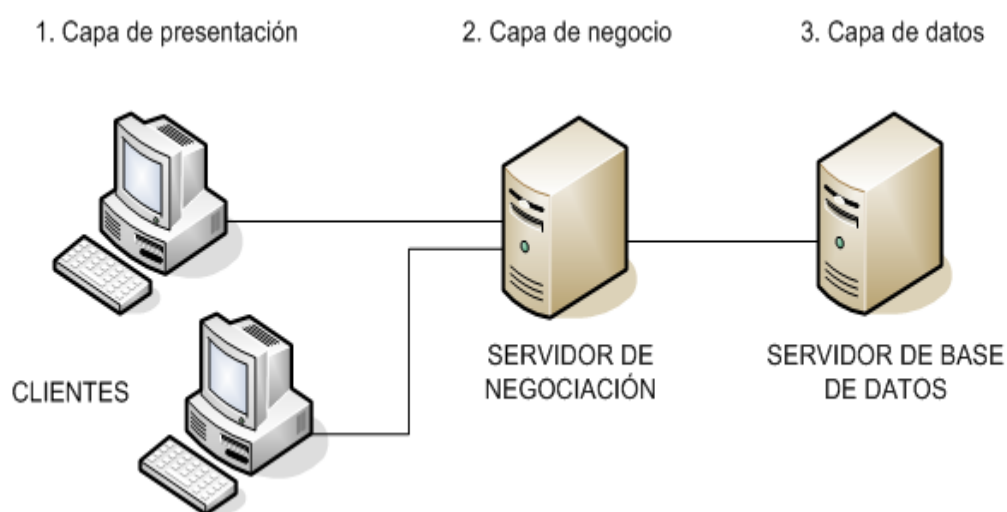 1. Capa de presentación
2. Capa de negocio
3. Capa de datos
SERVIDOR DE
NEGOCIACIÓN
SERVIDOR DE BASE
DE DATOS
CLIENTES